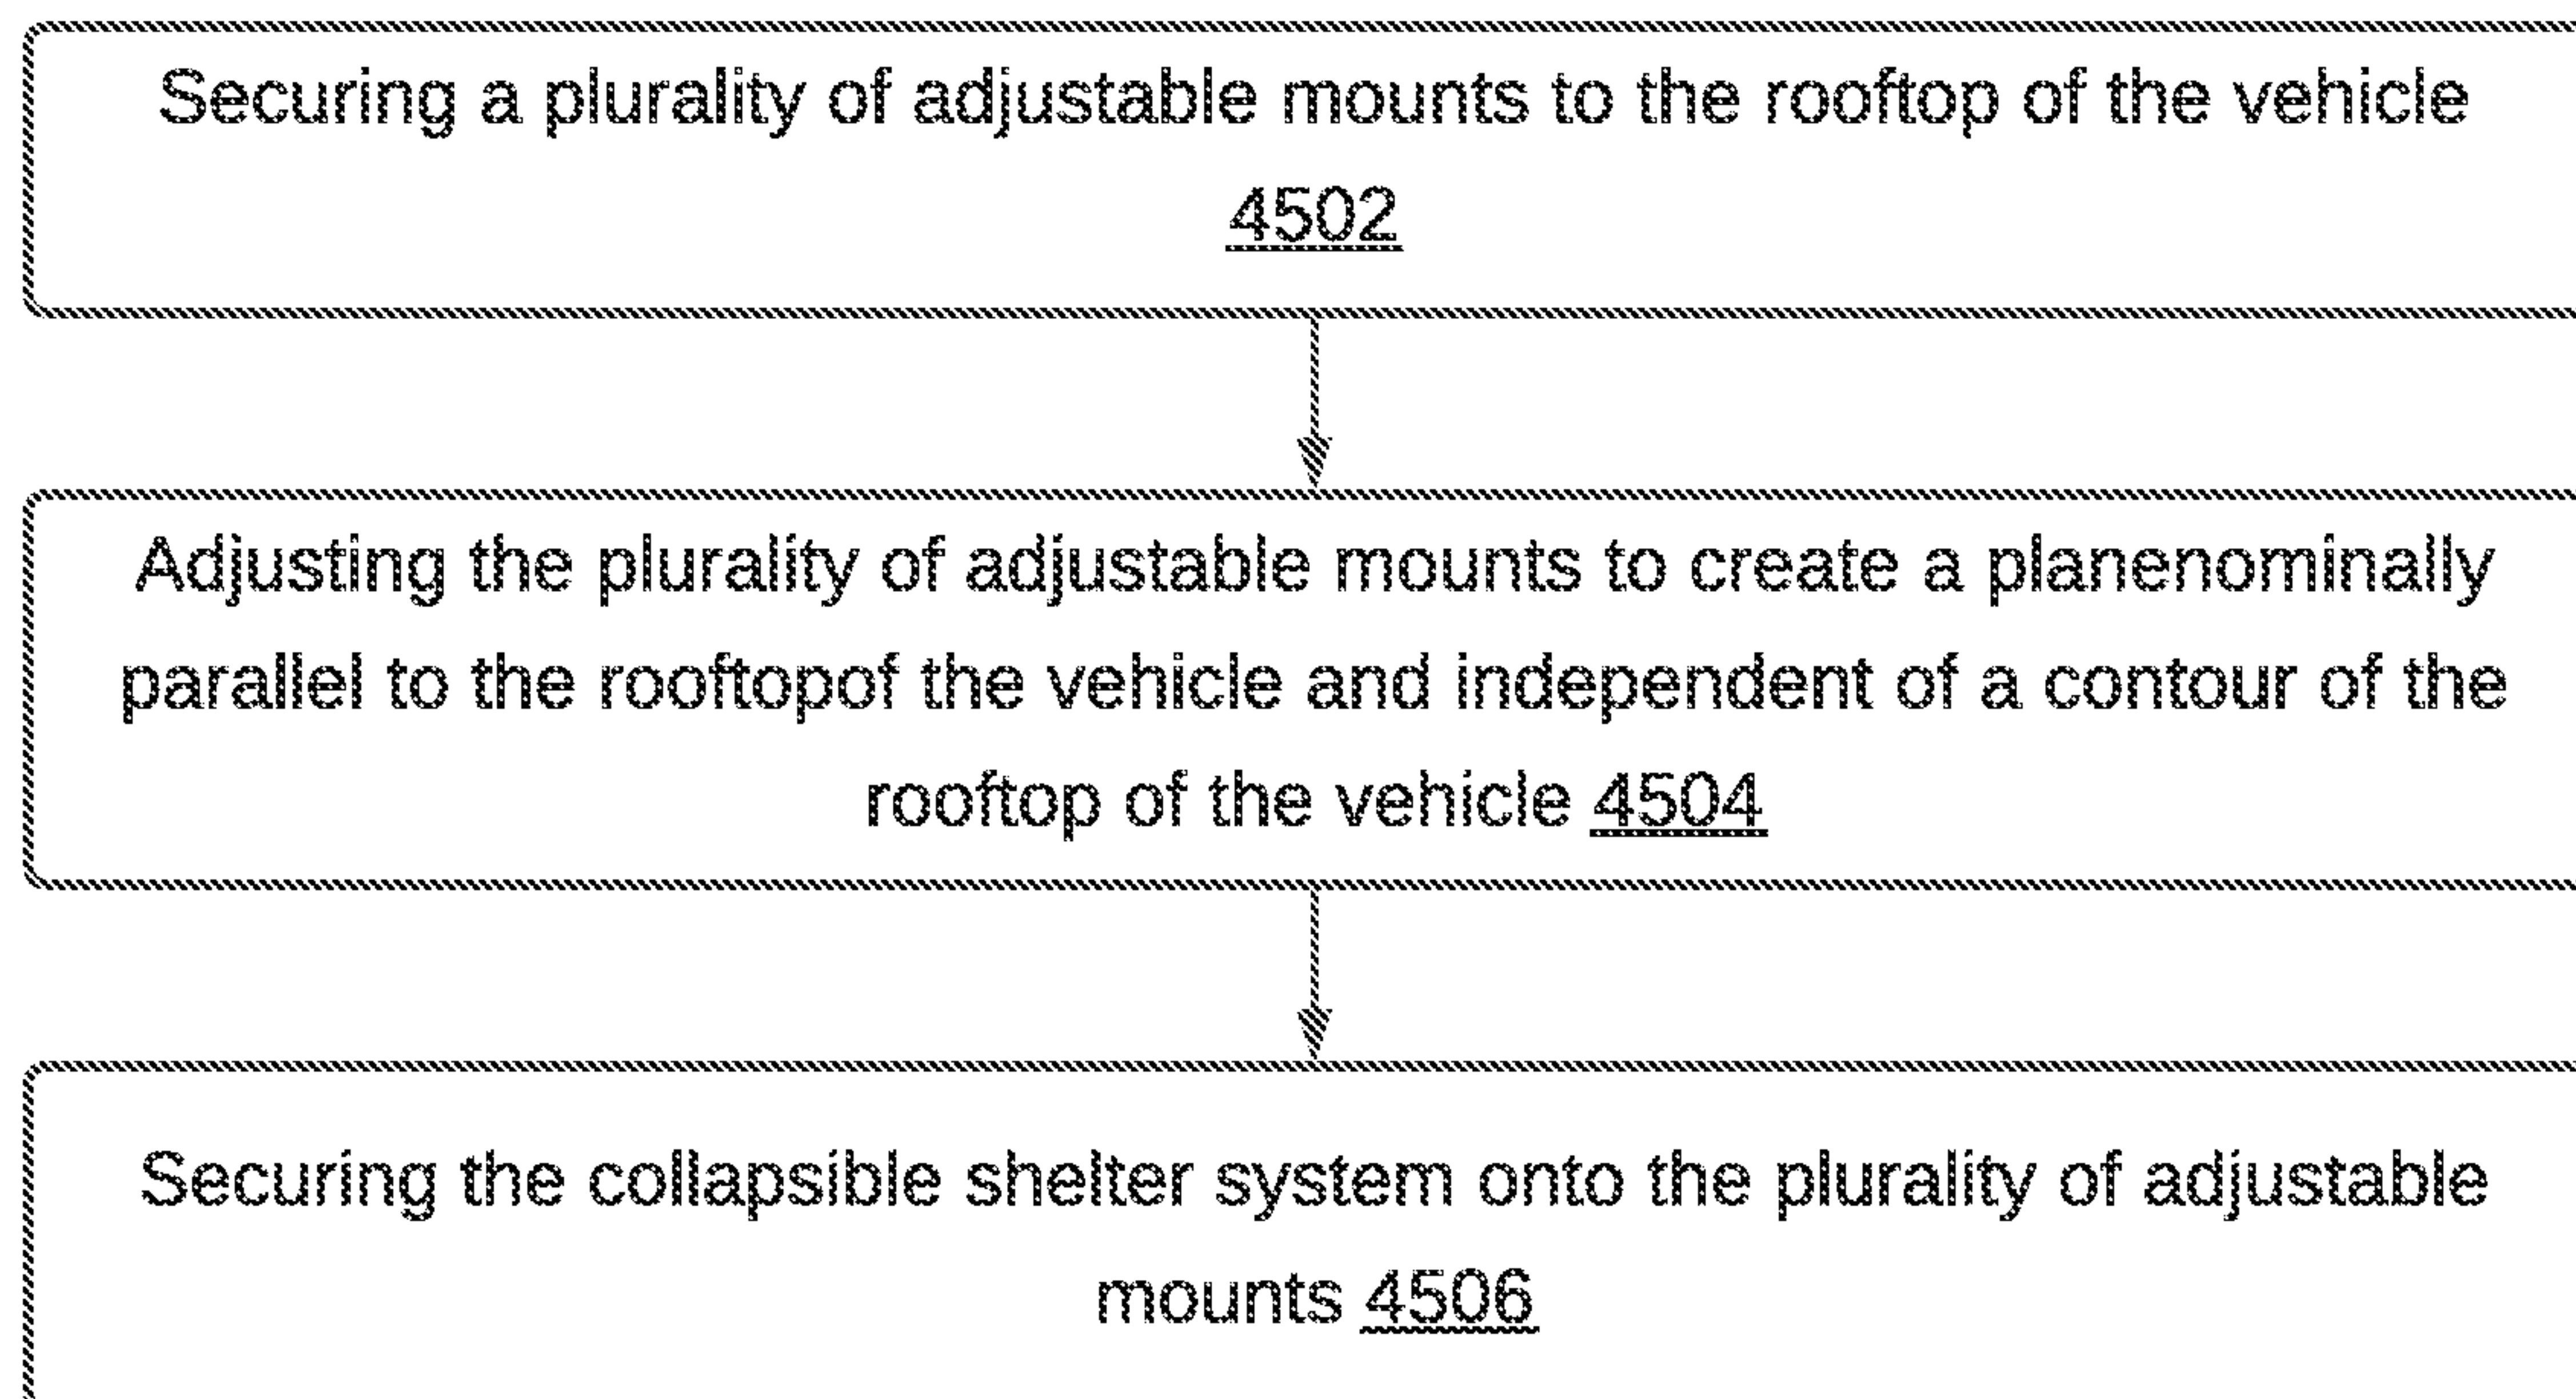 Securing a plurality of adjustable mounts to the rooftop of the vehicle
4502
Adjusting the plurality of adjustable mounts to create a planenominally
parallel to the rooftopof the vehicle and independent of a contour of the
rooftop of the vehicle 4504
Securing the collapsible shelter system onto the plurality of adjustable
mounts 4506